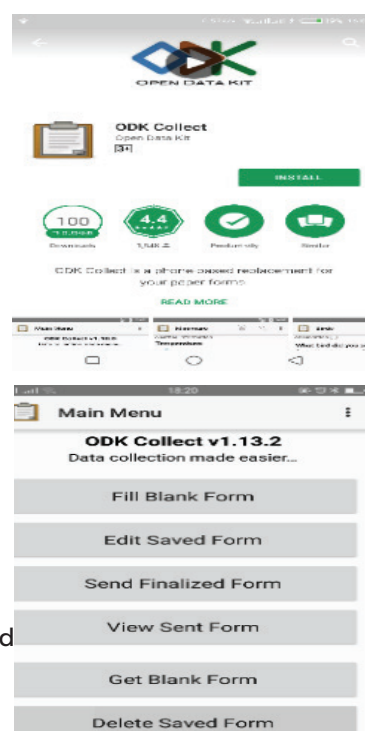 OPEN DATA KIT
ODK Collect
Open Data Kit
3+
INSTALL
100
4.4
Downloads
Productivity
Similar
ODK Collect is a phone-based replacement for
your paper forms
READ MORE
Main Menu
Temperature
18:20
Main Menu
ODK Collect v1.13.2
Data collection made easier...
Fill Blank Form
Edit Saved Form
Send Finalized Form
View Sent Form
d
Get Blank Form
Delete Saved Form